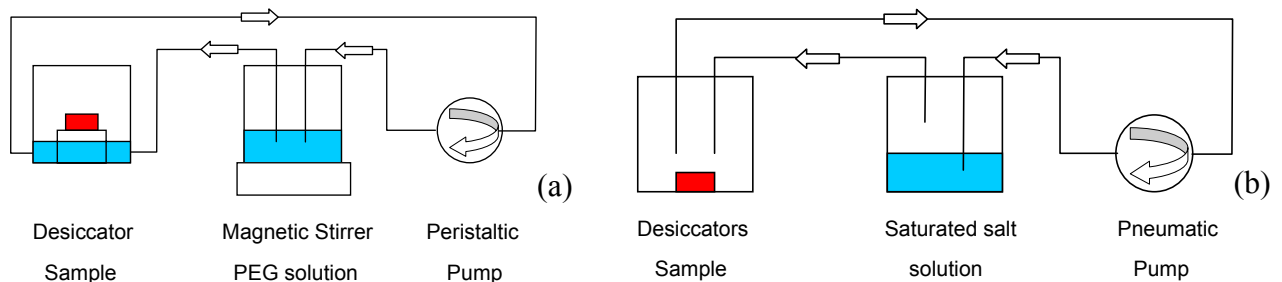 (a)
(b)
Desiccator
Sample
Magnetic Stirrer
PEG solution
Peristaltic
Pump
Desiccators
Sample
Saturated salt
solution
Pneumatic
Pump